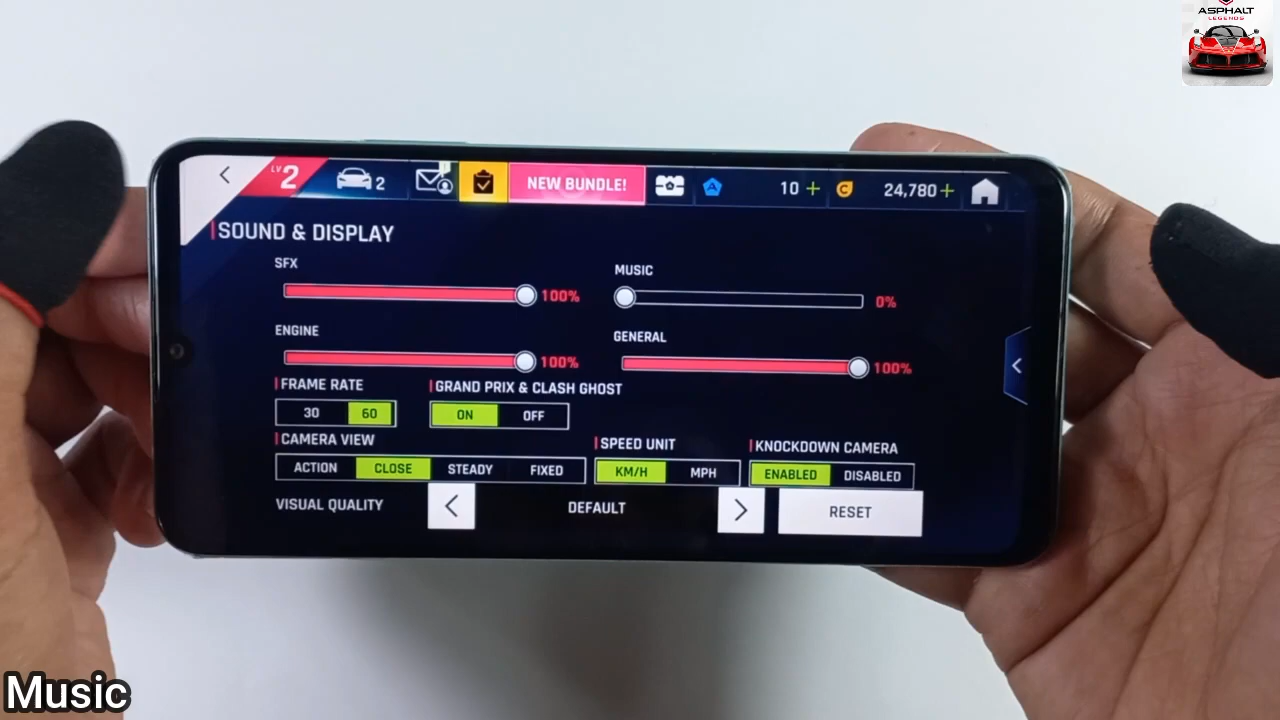 ASPHALT
LEGENDS
LV 2
2
NEW BUNDLE!
10 +
24,780 +
SOUND & DISPLAY
SFX
100%
MUSIC
0%
ENGINE
100%
GENERAL
100%
FRAME RATE
30 60
GRAND PRIX & CLASH GHOST
ON OFF
CAMERA VIEW
ACTION CLOSE STEADY FIXED
SPEED UNIT
KM/H MPH
KNOCKDOWN CAMERA
ENABLED DISABLED
VISUAL QUALITY
DEFAULT
RESET
Music